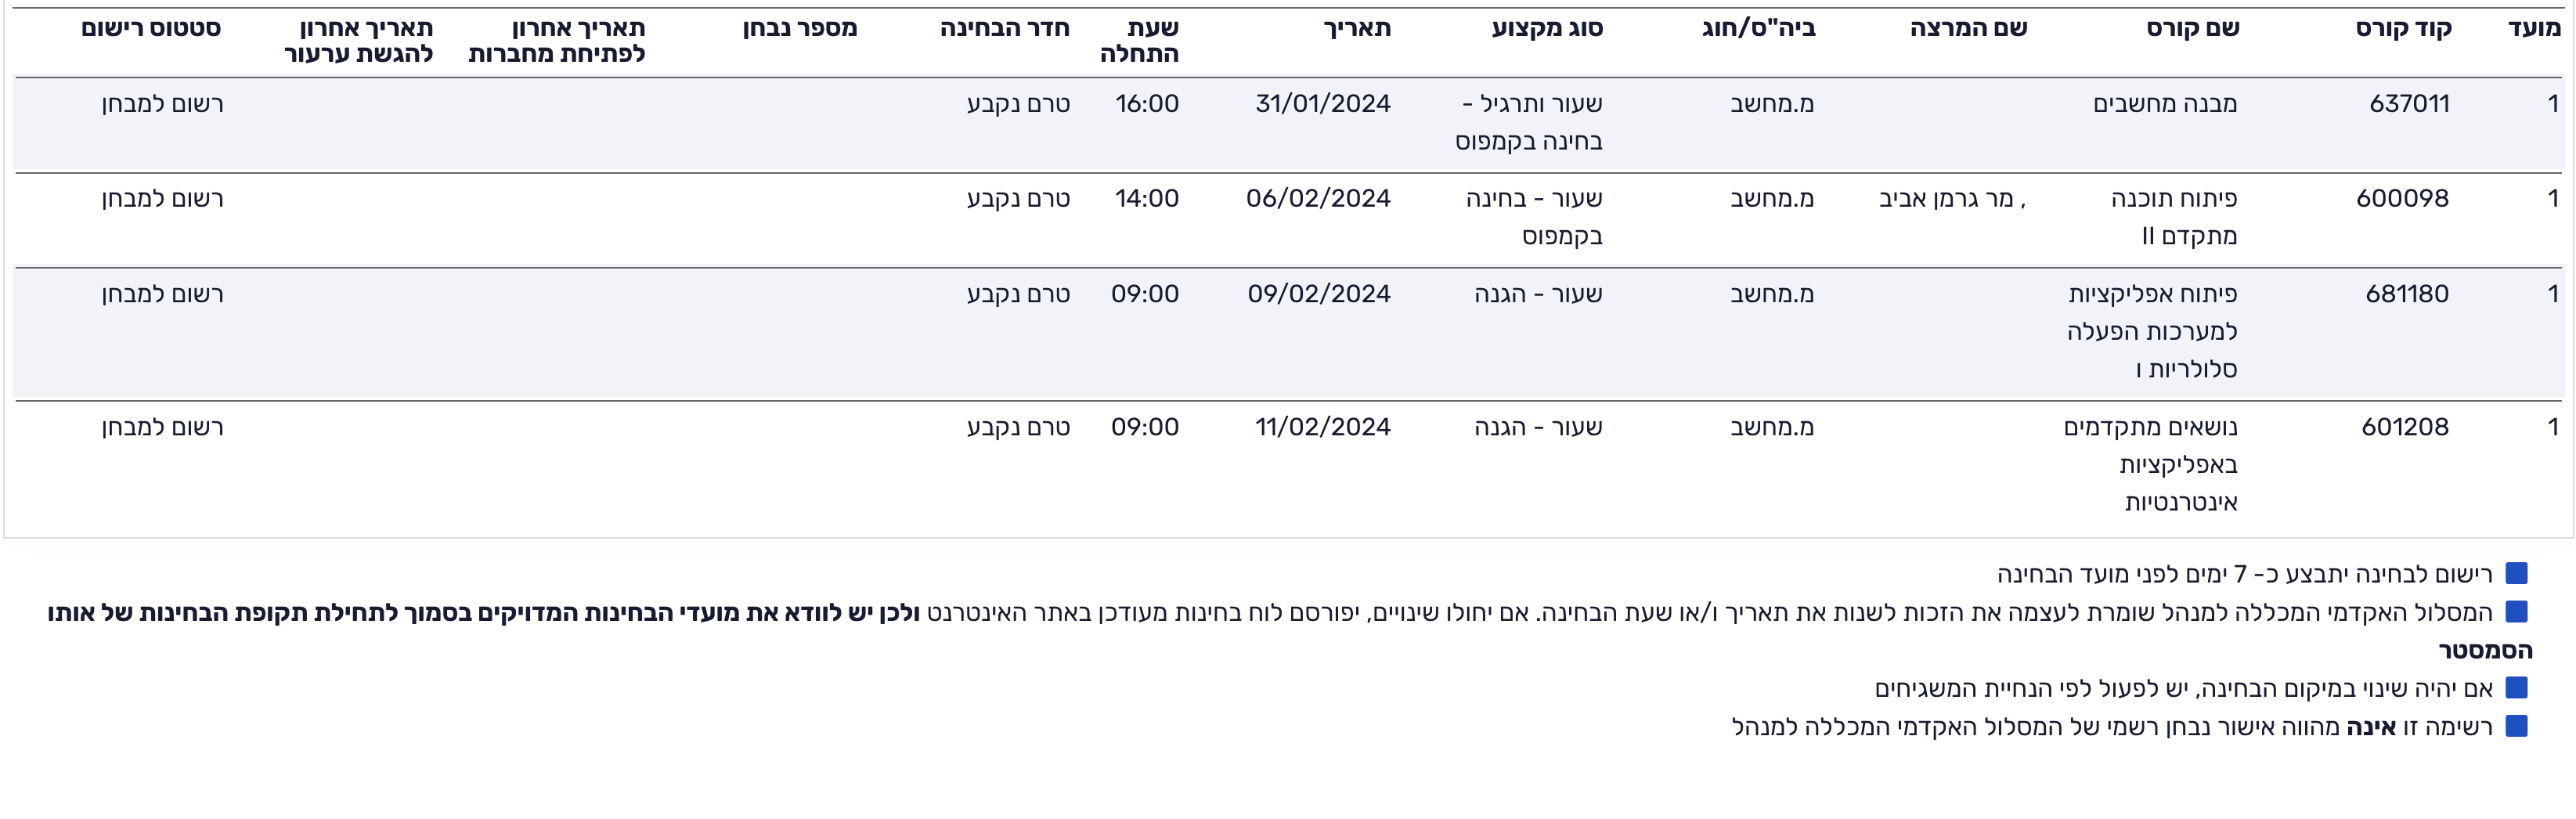 מועד קוד קורס שם קורס שם המרצה ביה"ס/חוג סוג מקצוע תאריך שעת התחלה חדר הבחינה מספר נבחן תאריך אחרון לפתיחת מחברות תאריך אחרון להגשת ערעור סטטוס רישום
1 637011 מבנה מחשבים מ.מחשב שעור ותרגיל - 31/01/2024 16:00 טרם נקבע רשום למבחן
בחינה בקמפוס
1 600098 פיתוח תוכנה , מר גרמן אביב מ.מחשב שעור - בחינה 06/02/2024 14:00 טרם נקבע רשום למבחן
מתקדם II בקמפוס
1 681180 פיתוח אפליקציות מ.מחשב שעור - הגנה 09/02/2024 09:00 טרם נקבע רשום למבחן
למערכות הפעלה
סלולריות ו
1 601208 נושאים מתקדמים מ.מחשב שעור - הגנה 11/02/2024 09:00 טרם נקבע רשום למבחן
באפליקציות
אינטרנטיות
רישום לבחינה יתבצע כ- 7 ימים לפני מועד הבחינה
המסלול האקדמי המכללה למנהל שומרת לעצמה את הזכות לשנות את תאריך ו/או שעת הבחינה. אם יחולו שינויים, יפורסם לוח בחינות מעודכן באתר האינטרנט ולכן יש לוודא את מועדי הבחינות המדויקים בסמוך לתחילת תקופת הבחינות של אותו
הסמסטר
אם יהיה שינוי במיקום הבחינה, יש לפעול לפי הנחיית המשגיחים
רשימה זו אינה מהווה אישור נבחן רשמי של המסלול האקדמי המכללה למנהל